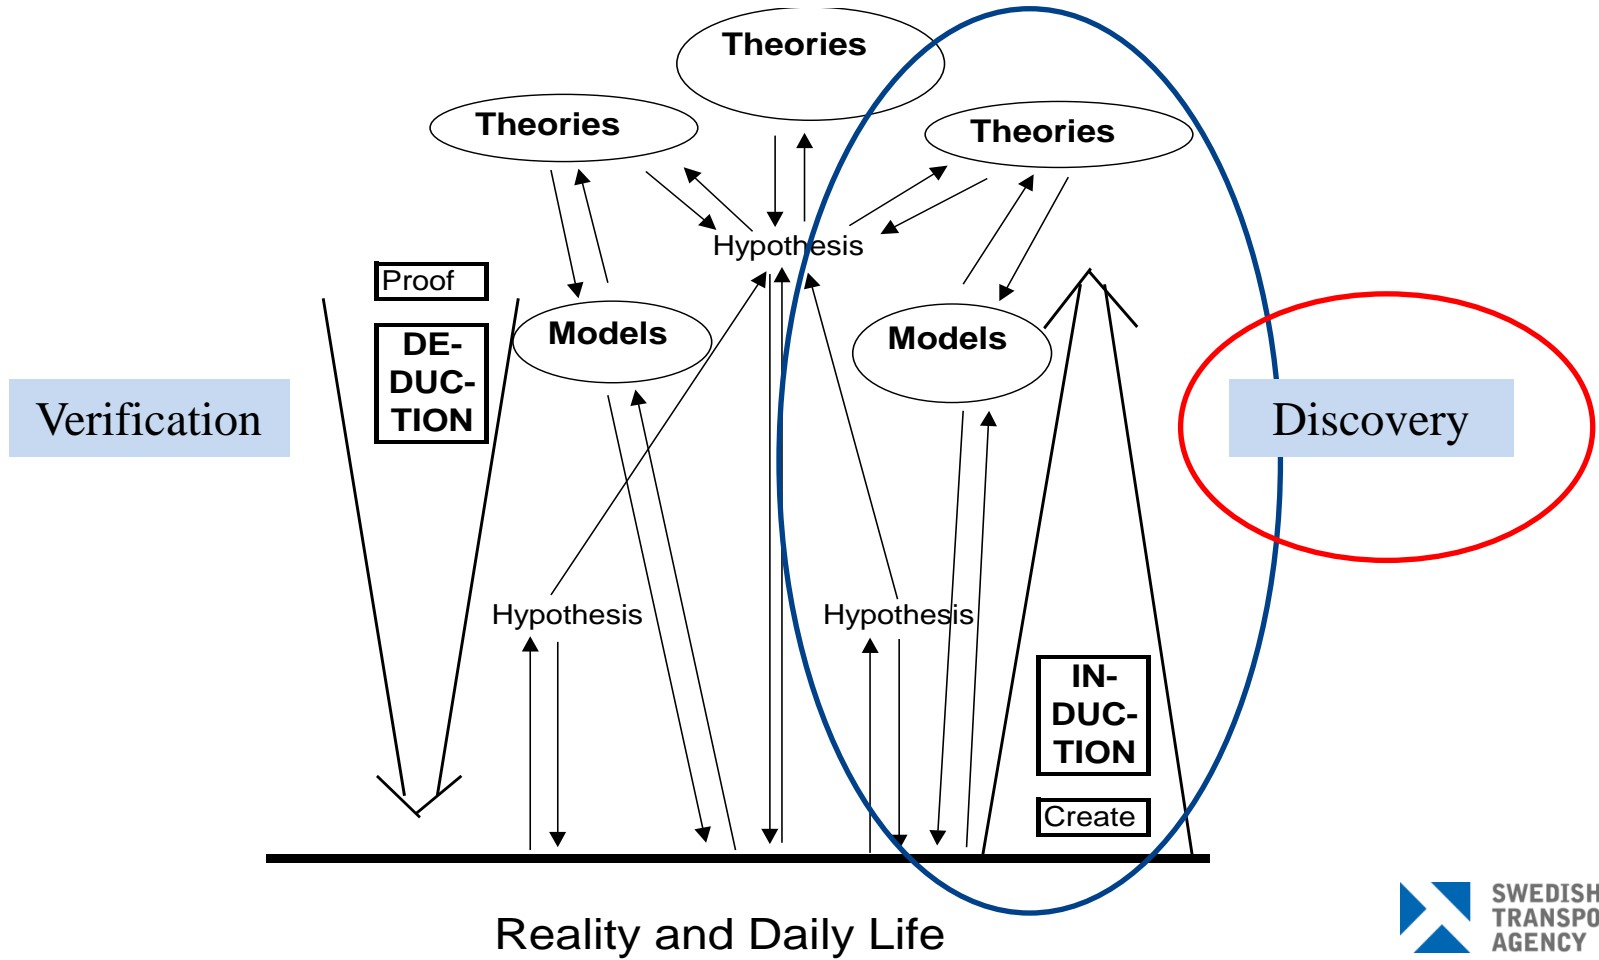 Theories
Theories
Theories
Hypothesis
Proof
DE-
DUC-
TION
Models
Models
Verification
Discovery
Hypothesis
Hypothesis
IN-
DUC-
TION
Create
Reality and Daily Life
SWEDISH
TRANSPO
AGENCY